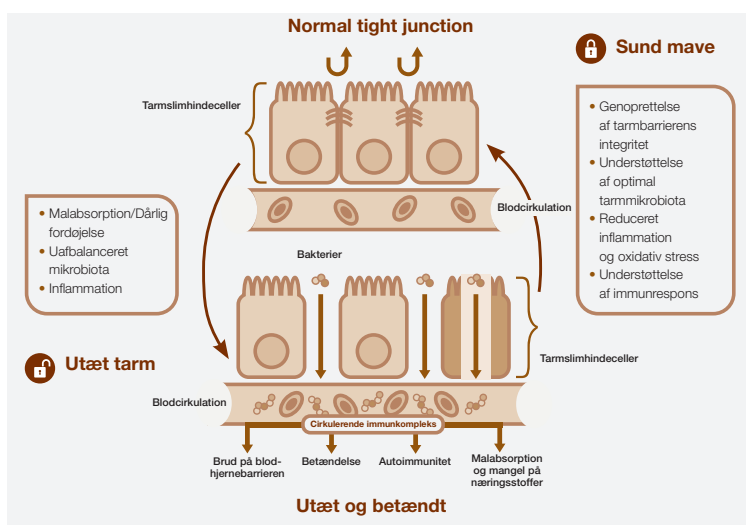 Normal tight junction
Sund mave
Tarmslimhindeceller
• Genoprettelse
af tarmbarrierens
integritet
• Understøttelse
af optimal
tarmmikrobiota
• Reduceret
inflammation
og oxidativ stress
• Understøttelse
af immunrespons
Blodcirkulation
• Malabsorption/Dårlig
fordøjelse
• Uafbalanceret
mikrobiota
• Inflammation
Bakterier
Tarmslimhindeceller
Utæt tarm
Blodcirkulation
Cirkulerende immunkompleks
Brud på blod-
hjernebarrieren
Betændelse
Autoimmunitet
Malabsorption
og mangel på
næringsstoffer
Utæt og betændt